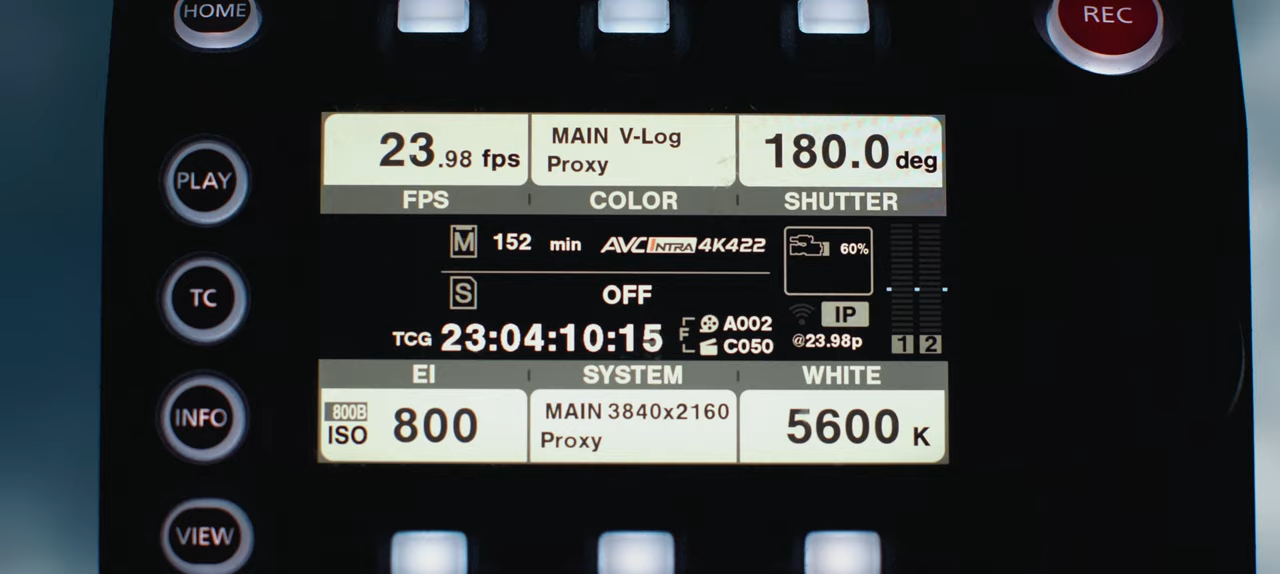 HOME
REC
23.98 fps
MAIN V-Log
Proxy
180.0 deg
FPS
COLOR
SHUTTER
PLAY
M 152 min AVC INTRA 4K422
60%
S OFF
TC
IP
TCG 23:04:10:15
F A002
C050
@23.98p
1 2
EI
SYSTEM
WHITE
800B
ISO 800
MAIN 3840x2160
Proxy
5600 K
INFO
VIEW